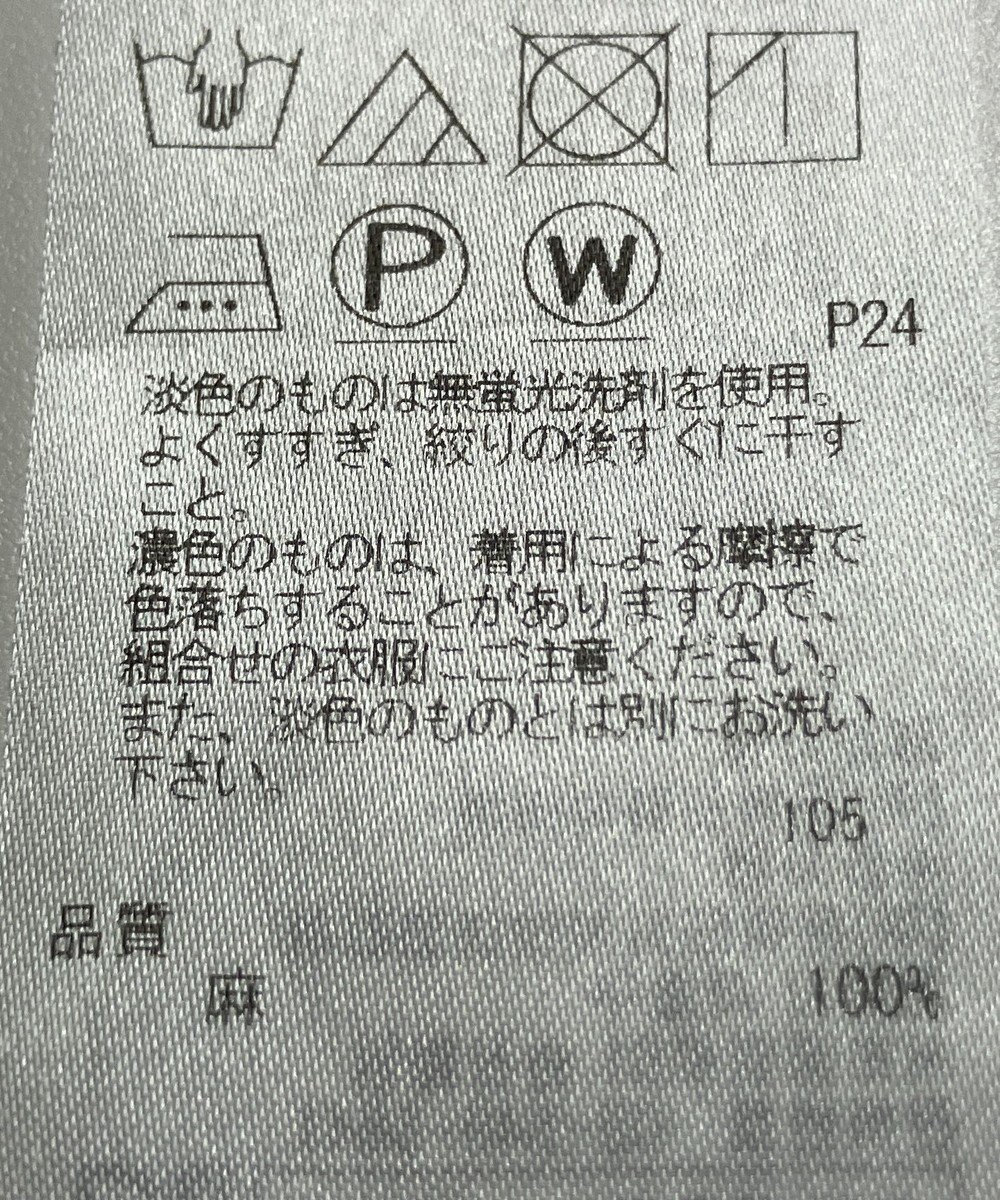 P W
P24
淡色のものは無蛍光洗剤を使用。
よくすすぎ、絞りの後すぐに干す
こと。
濃色のものは、着用による摩擦で
色落ちすることがありますので、
組合せの衣服にご注意ください。
また、淡色のものとは別にお洗い
下さい。
105
品質
麻 100%